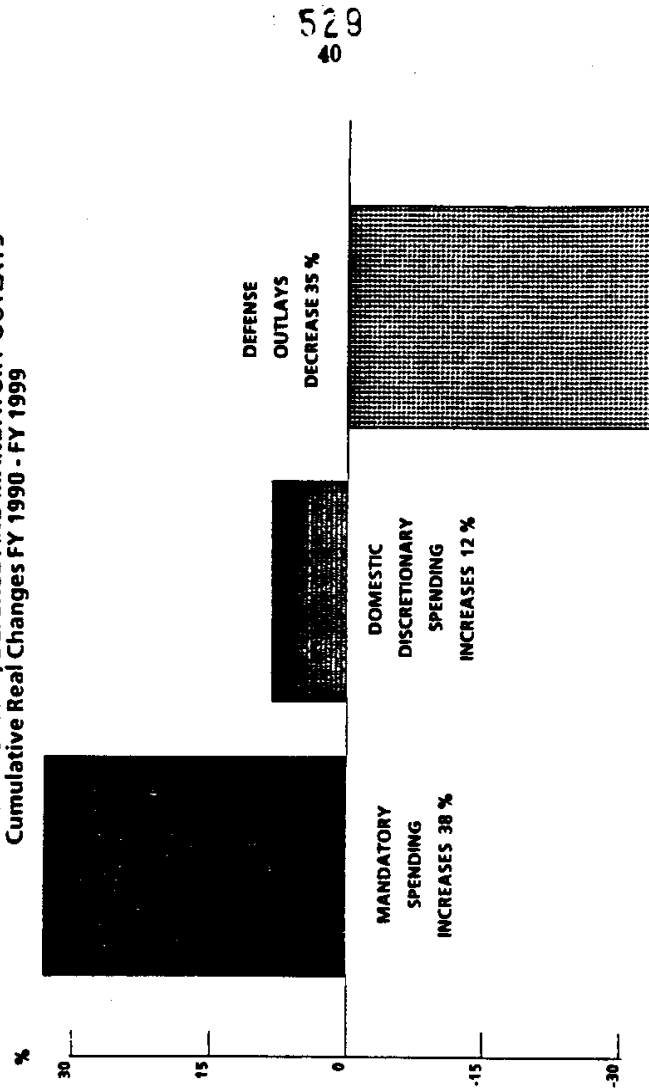 529
40
Cumulative Real Changes FY 1990 - FY 1999
%
30
15
0
-15
-30
MANDATORY
SPENDING
INCREASES 38 %
DOMESTIC
DISCRETIONARY
SPENDING
INCREASES 12 %
DEFENSE
OUTLAYS
DECREASE 35 %